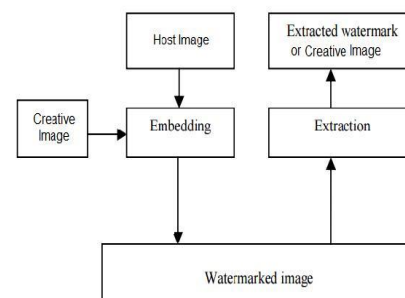 Host Image
Extracted watermark
or Creative Image
Creative
Image
Embedding
Extraction
Watermarked image